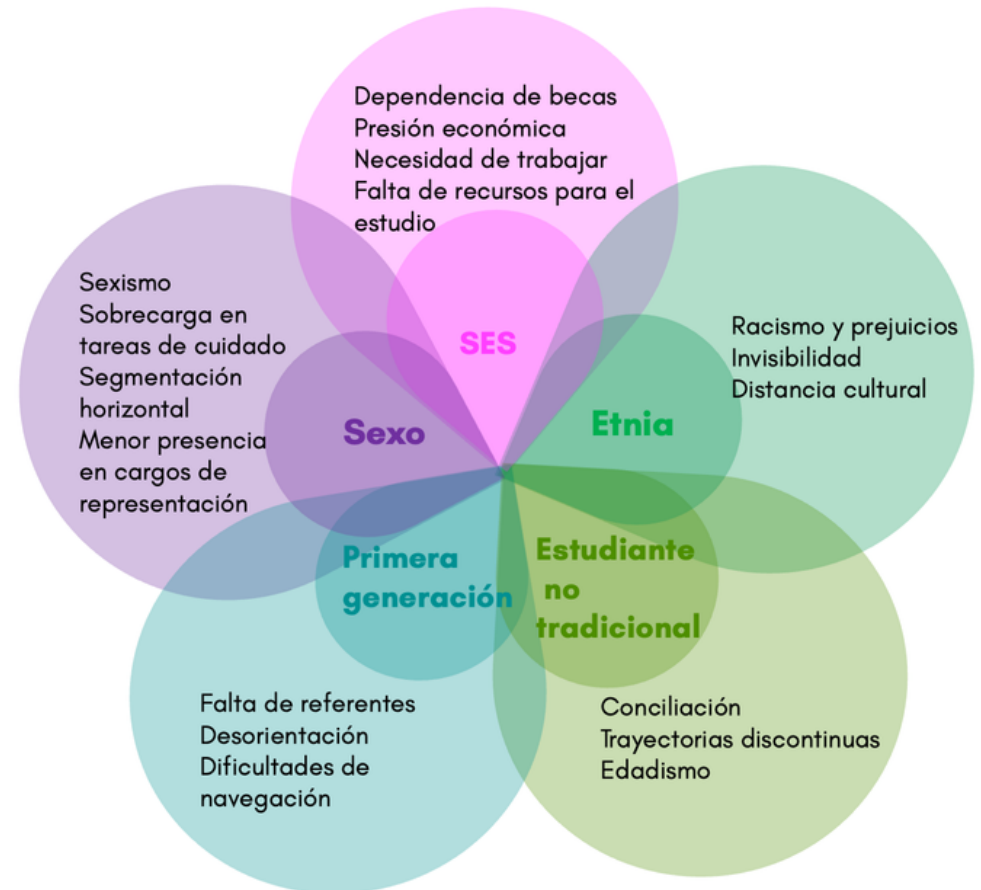 Dependencia de becas
Presión económica
Necesidad de trabajar
Falta de recursos para el
estudio
SES
Sexismo
Sobrecarga en
tareas de cuidado
Segmentación
horizontal
Menor presencia
en cargos de
representación
Sexo
Racismo y prejuicios
Invisibilidad
Distancia cultural
Etnia
Primera
generación
Falta de referentes
Desorientación
Dificultades de
navegación
Estudiante
no
tradicional
Conciliación
Trayectorias discontinuas
Edadismo